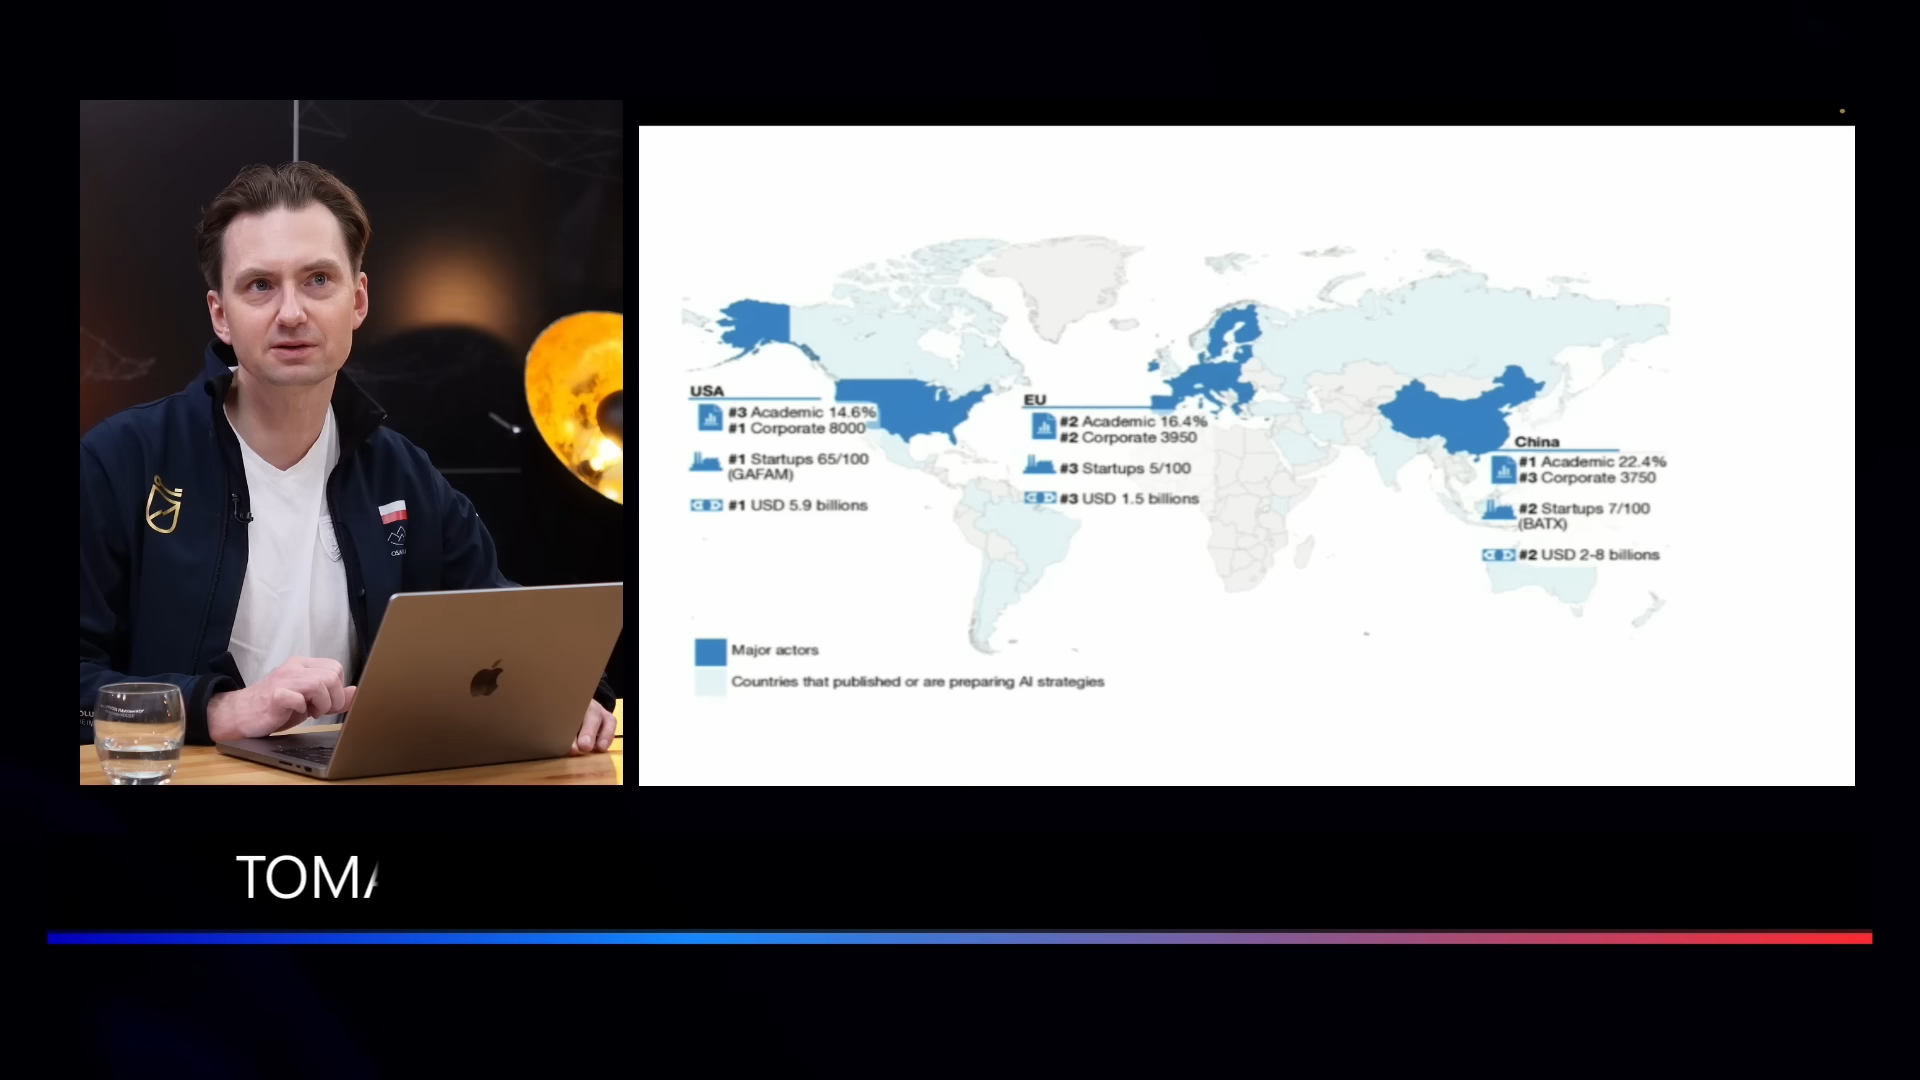 USA
#3 Academic 14.6%
#1 Corporate 8000
#1 Startups 65/100
(GAFAM)
#1 USD 5.9 billions
EU
#2 Academic 16.4%
#2 Corporate 3950
#3 Startups 5/100
#3 USD 1.5 billions
China
#1 Academic 22.4%
#3 Corporate 3750
#2 Startups 7/100
(BATX)
#2 USD 2-8 billions
Major actors
Countries that published or are preparing AI strategies
TOMA